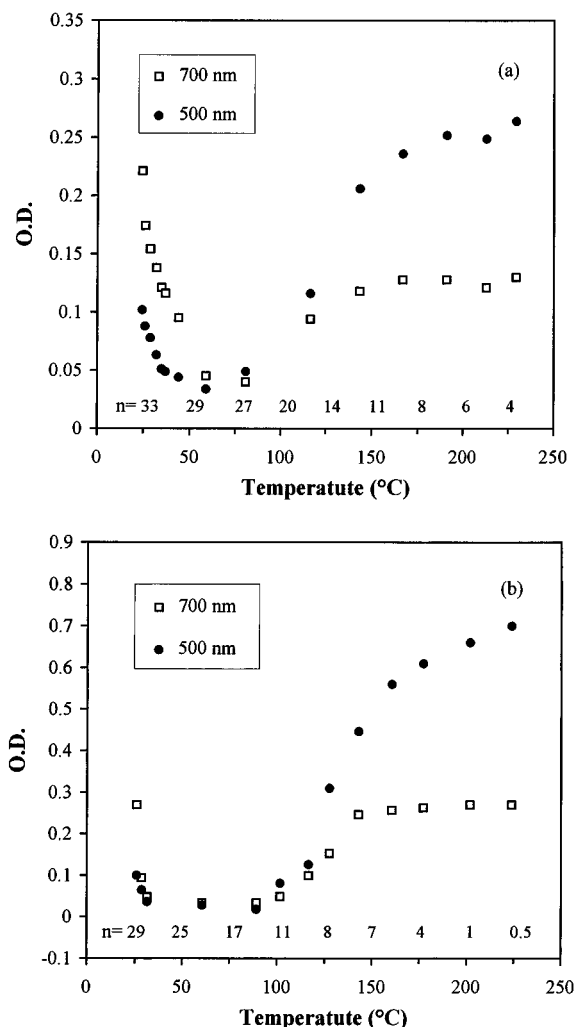 0.35
0.3
0.25
0.2
0.15
0.1
0.05
0
O.D.
700 nm
500 nm
(a)
n= 33 29 27 20 14 11 8 6 4
0 50 100 150 200 250
Temperatute (°C)
0.9
0.8
0.7
0.6
0.5
0.4
0.3
0.2
0.1
0
-0.1
O.D.
700 nm
500 nm
(b)
n= 29 25 17 11 8 7 4 1 0.5
0 50 100 150 200 250
Temperatute (°C)